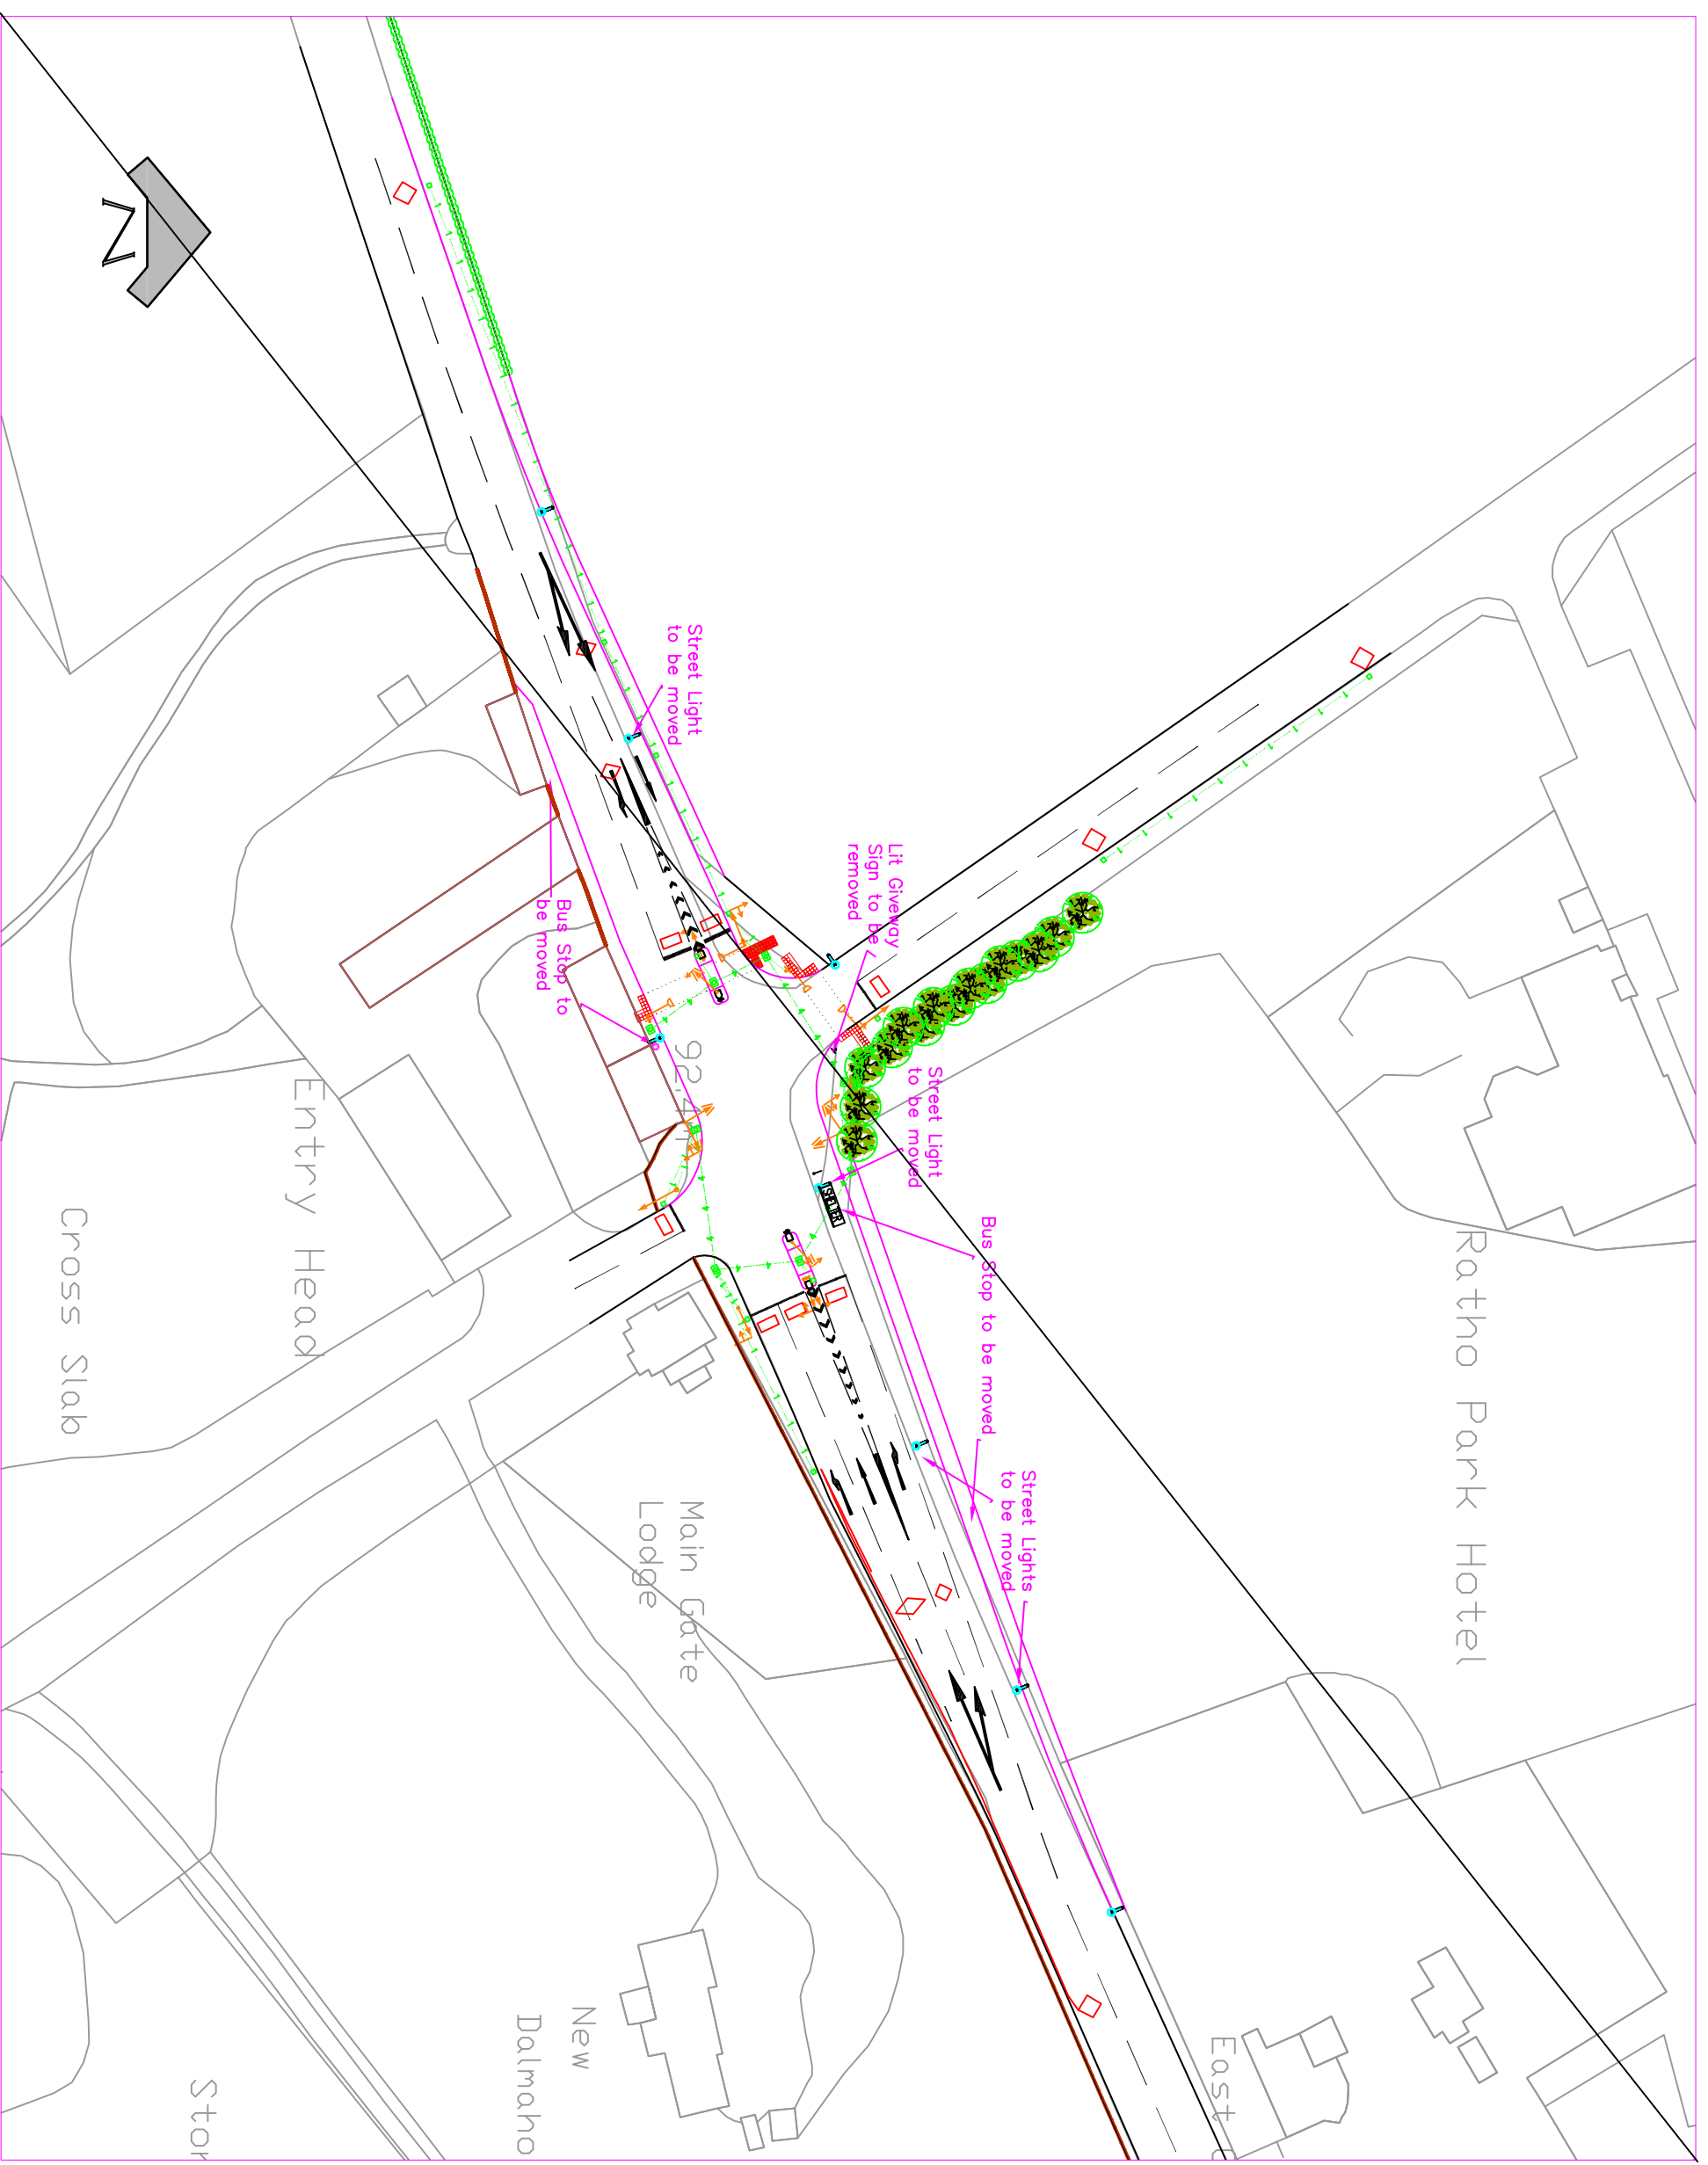 Ratho Park Hotel
East
Street Lights
to be moved
Bus Stop to be moved
Street Light
to be moved
Lit Giveway
Sign to be
removed
Street Light
to be moved
SHELTER
Main Gate
Lodge
92.4m
Bus Stop to
be moved
New
Dalmaho
Entry Head
Stor
Cross Slab
N